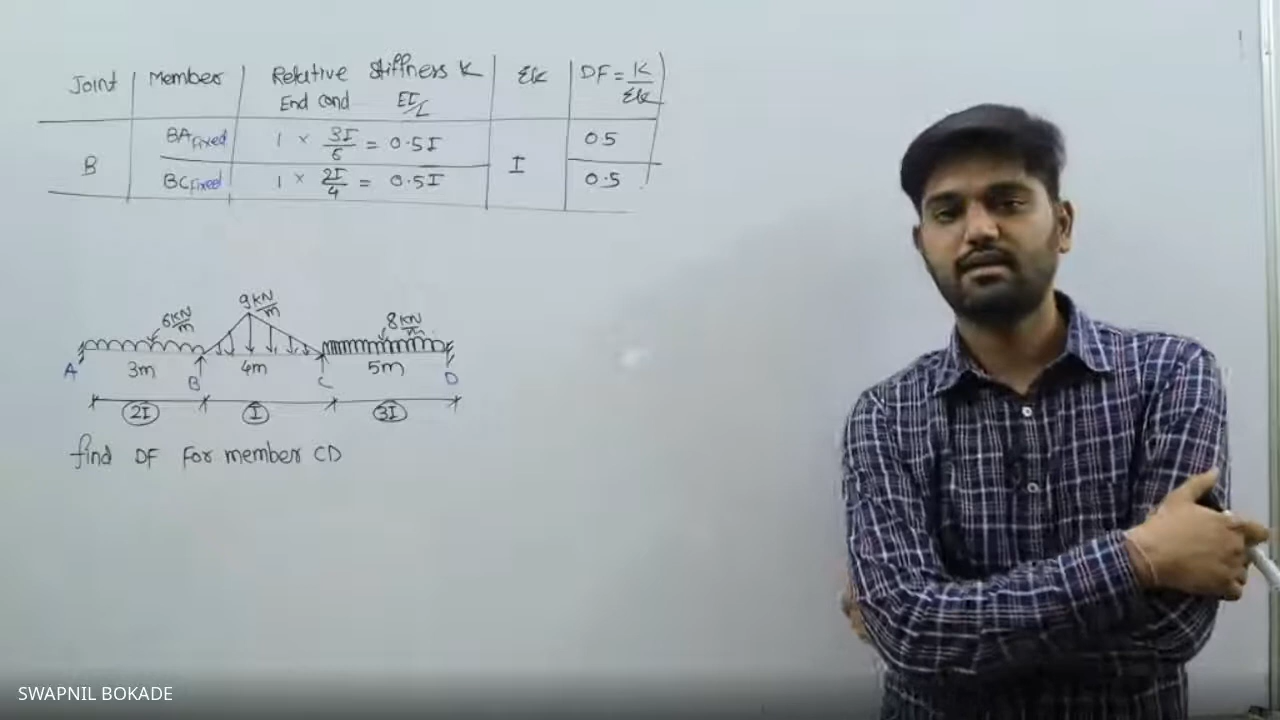 Joint Member Relative Stiffness K ΣK DF = K/ΣK
End cond EI/L
B BA Fixed 1 × 3I/6 = 0.5I I 0.5
BC Fixed 1 × 2I/4 = 0.5I 0.5
6KN/m 9KN/m 8KN/m
A 3m B 4m C 5m D
2I I 3I
find DF For member CD
SWAPNIL BOKADE